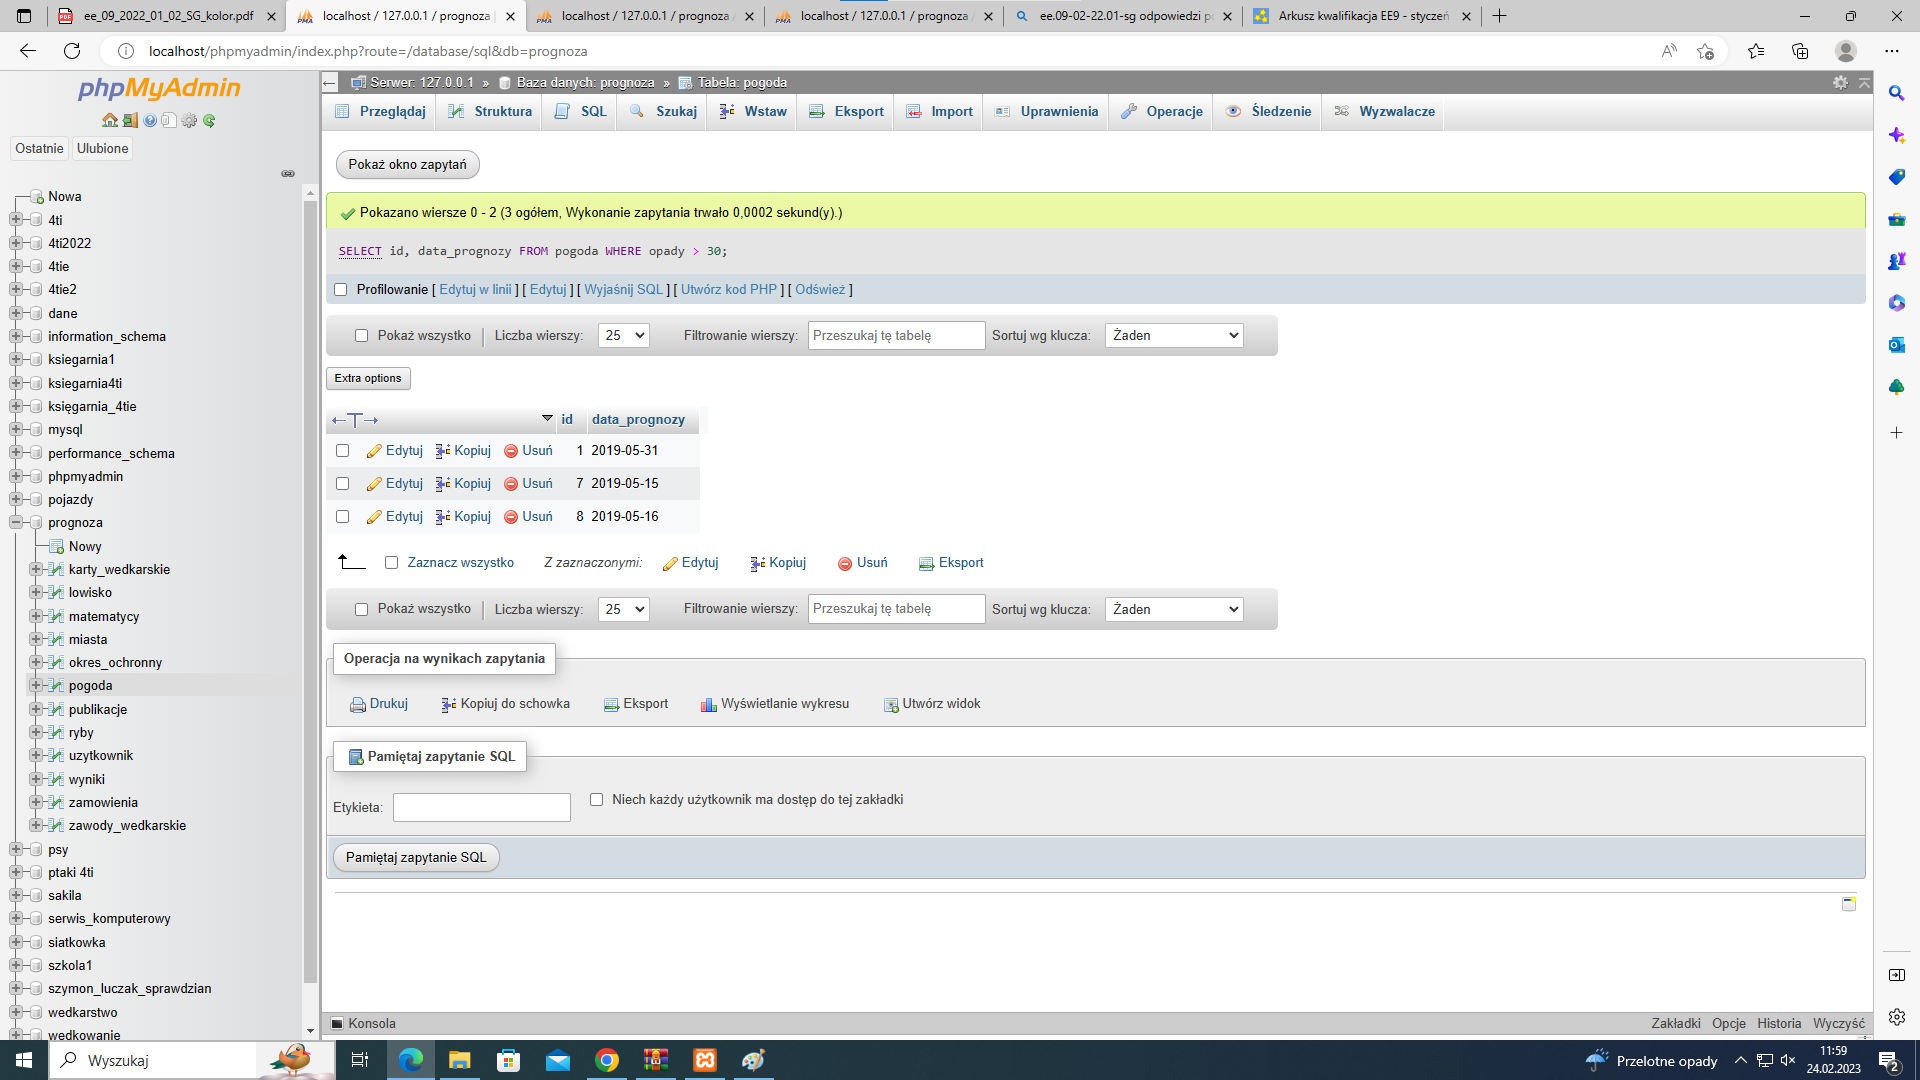 ee_09_2022_01_02_SG_kolor.pdf
localhost / 127.0.0.1 / prognoza
localhost / 127.0.0.1 / prognoza
localhost / 127.0.0.1 / prognoza
ee.09-02-22.01-sg odpowiedzi
Arkusz kwalifikacja EE9 - stycze
localhost/phpmyadmin/index.php?route=/database/sql&db=prognoza
phpMyAdmin
Ostatnie
Ulubione
Nowa
4ti
4ti2022
4tie
4tie2
dane
information_schema
ksiegarnia1
ksiegarnia4ti
księgarnia_4tie
mysql
performance_schema
phpmyadmin
pojazdy
prognoza
Nowy
karty_wedkarskie
lowisko
matematycy
miasta
okres_ochronny
pogoda
publikacje
ryby
uzytkownik
wyniki
zamowienia
zawody_wedkarskie
psy
ptaki 4ti
sakila
serwis_komputerowy
siatkowka
szkola1
szymon_luczak_sprawdzian
wedkarstwo
wedkowanie
Serwer: 127.0.0.1 » Baza danych: prognoza » Tabela: pogoda
Przeglądaj Struktura SQL Szukaj Wstaw Eksport Import Uprawnienia Operacje Śledzenie Wyzwalacze
Pokaż okno zapytań
Pokazano wiersze 0 - 2 (3 ogółem, Wykonanie zapytania trwało 0,0002 sekund(y).)
SELECT id, data_prognozy FROM pogoda WHERE opady > 30;
Profilowanie [ Edytuj w linii ] [ Edytuj ] [ Wyjaśnij SQL ] [ Utwórz kod PHP ] [ Odśwież ]
Pokaż wszystko Liczba wierszy: 25 Filtrowanie wierszy: Przeszukaj tę tabelę Sortuj wg klucza: Żaden
Extra options
id data_prognozy
Edytuj Kopiuj Usuń 1 2019-05-31
Edytuj Kopiuj Usuń 7 2019-05-15
Edytuj Kopiuj Usuń 8 2019-05-16
Zaznacz wszystko Z zaznaczonymi: Edytuj Kopiuj Usuń Eksport
Pokaż wszystko Liczba wierszy: 25 Filtrowanie wierszy: Przeszukaj tę tabelę Sortuj wg klucza: Żaden
Operacja na wynikach zapytania
Drukuj Kopiuj do schowka Eksport Wyświetlanie wykresu Utwórz widok
Pamiętaj zapytanie SQL
Etykieta: Niech każdy użytkownik ma dostęp do tej zakładki
Pamiętaj zapytanie SQL
Konsola
Zakładki Opcje Historia Wyczyść
Wyszukaj
Przelotne opady
11:59
24.02.2023
2